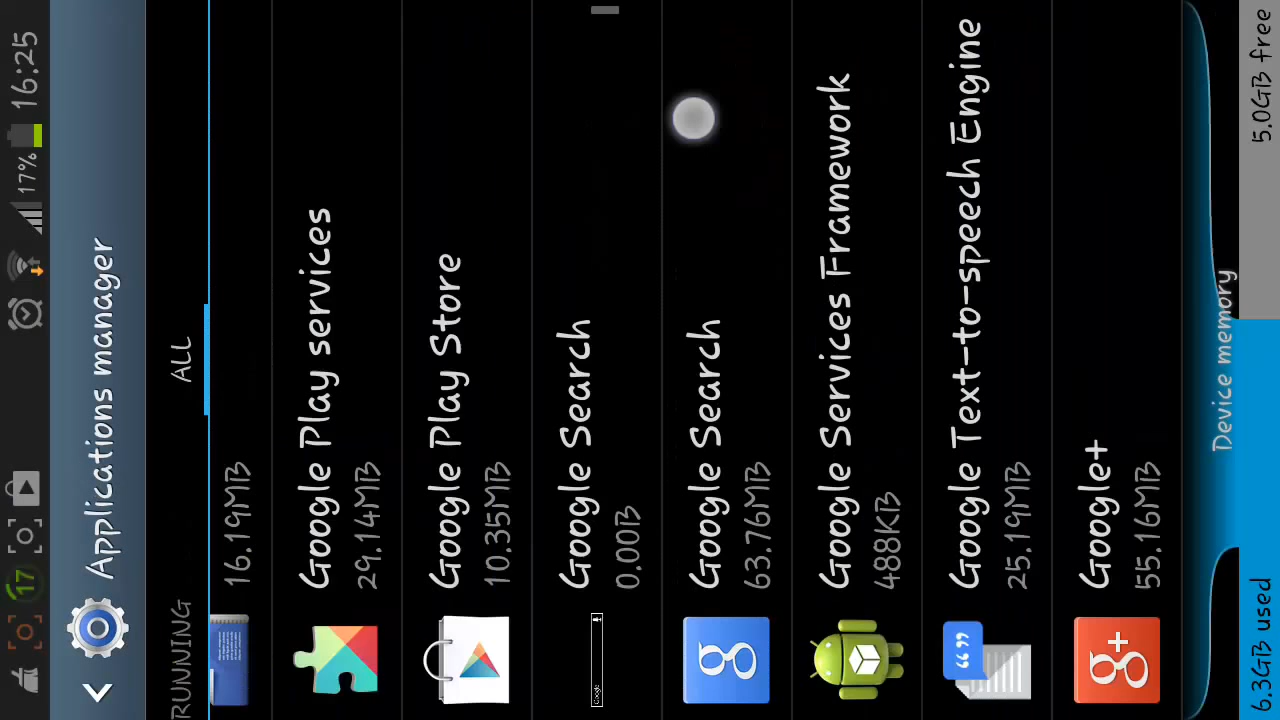 17
17%
16:25
Applications manager
RUNNING
ALL
16.19MB
Google Play services
29.14MB
Google Play Store
10.35MB
Google Search
0.00B
Google Search
63.76MB
Google Services Framework
488KB
Google Text-to-speech Engine
25.19MB
Google+
55.16MB
Device memory
6.3GB used
5.0GB free